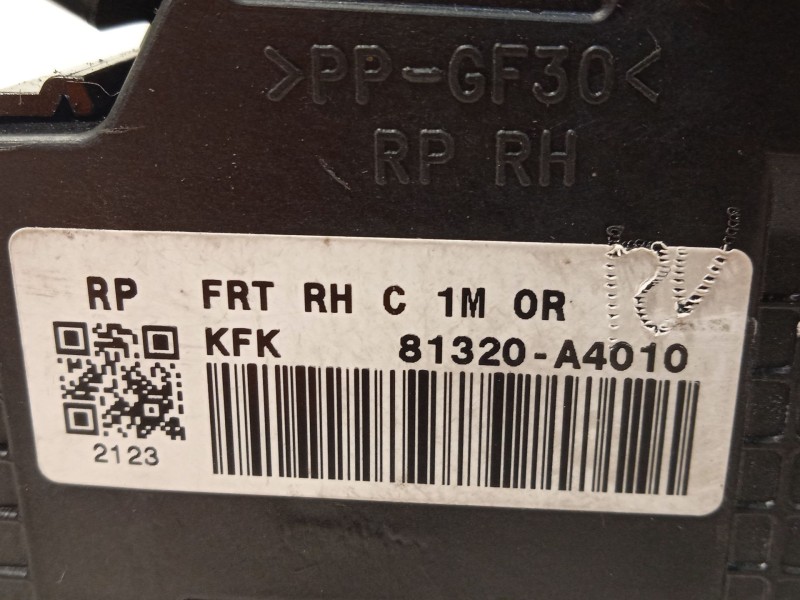 >PP-GF30<
RP RH
RP FRT RH C 1M OR
KFK 81320-A4010
2123